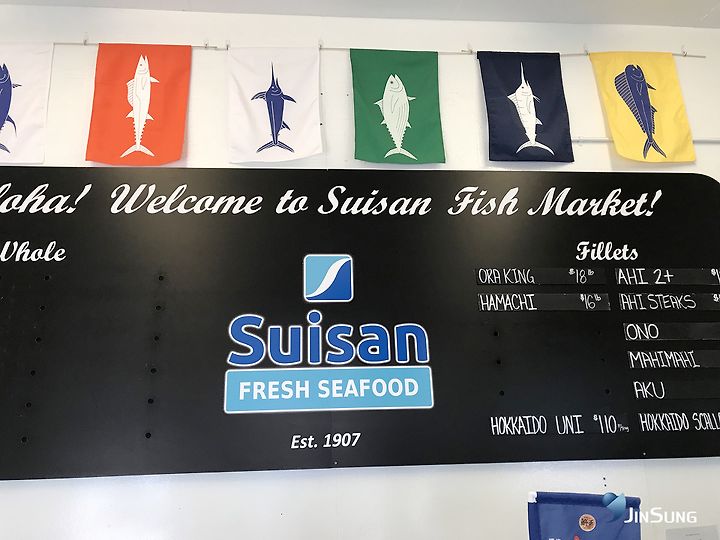 loha! Welcome to Suisan Fish Market!
Whole
Fillets
ORA KING $18 lb
AHI 2+
HAMACHI $16 lb
AHI STEAKS
ONO
MAHIMAHI
AKU
Suisan
FRESH SEAFOOD
HOKKAIDO UNI $110
HOKKAIDO SCALL
Est. 1907
JINSUNG